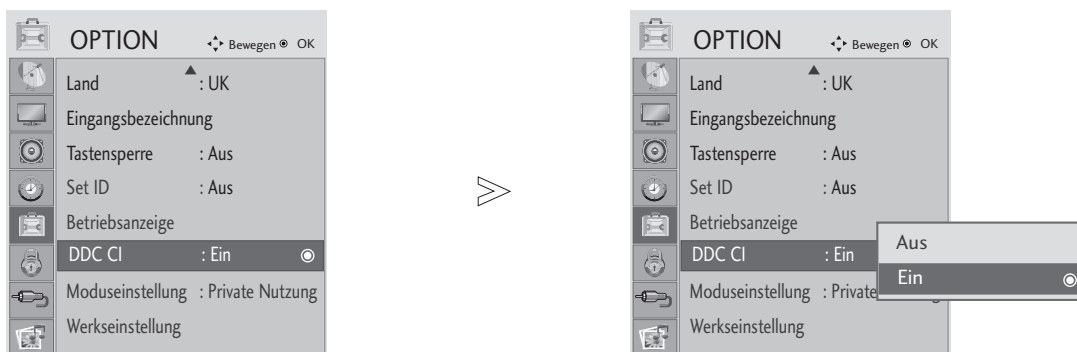 OPTION Bewegen OK
Land : UK
Eingangsbezeichnung
Tastensperre : Aus
Set ID : Aus
Betriebsanzeige
DDC CI : Ein
Moduseinstellung : Private Nutzung
Werkseinstellung
OPTION Bewegen OK
Land : UK
Eingangsbezeichnung
Tastensperre : Aus
Set ID : Aus
Betriebsanzeige
DDC CI : Ein
Aus
Ein
Moduseinstellung : Private
Werkseinstellung